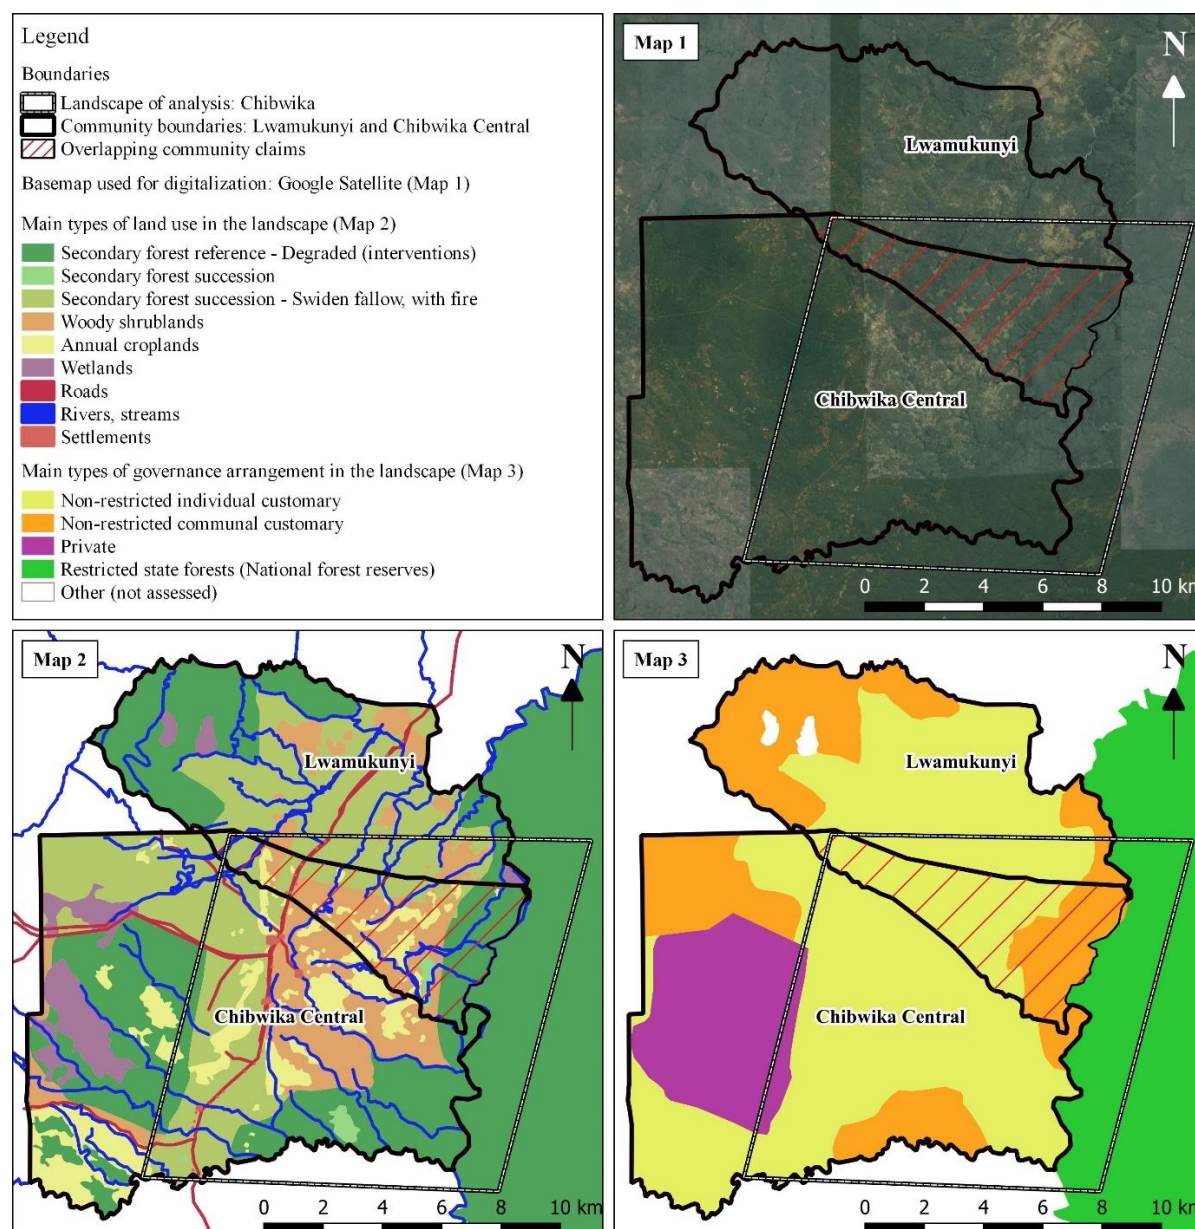 Legend
Boundaries
Landscape of analysis: Chibwika
Community boundaries: Lwamukunyi and Chibwika Central
Overlapping community claims
Basemap used for digitalization: Google Satellite (Map 1)
Main types of land use in the landscape (Map 2)
Secondary forest reference - Degraded (interventions)
Secondary forest succession
Secondary forest succession - Swiden fallow, with fire
Woody shrublands
Annual croplands
Wetlands
Roads
Rivers, streams
Settlements
Main types of governance arrangement in the landscape (Map 3)
Non-restricted individual customary
Non-restricted communal customary
Private
Restricted state forests (National forest reserves)
Other (not assessed)
Map 1
N
Lwamukunyi
Chibwika Central
0 2 4 6 8 10 km
Map 2
N
Lwamukunyi
Chibwika Central
0 2 4 6 8 10 km
Map 3
N
Lwamukunyi
Chibwika Central
0 2 4 6 8 10 km